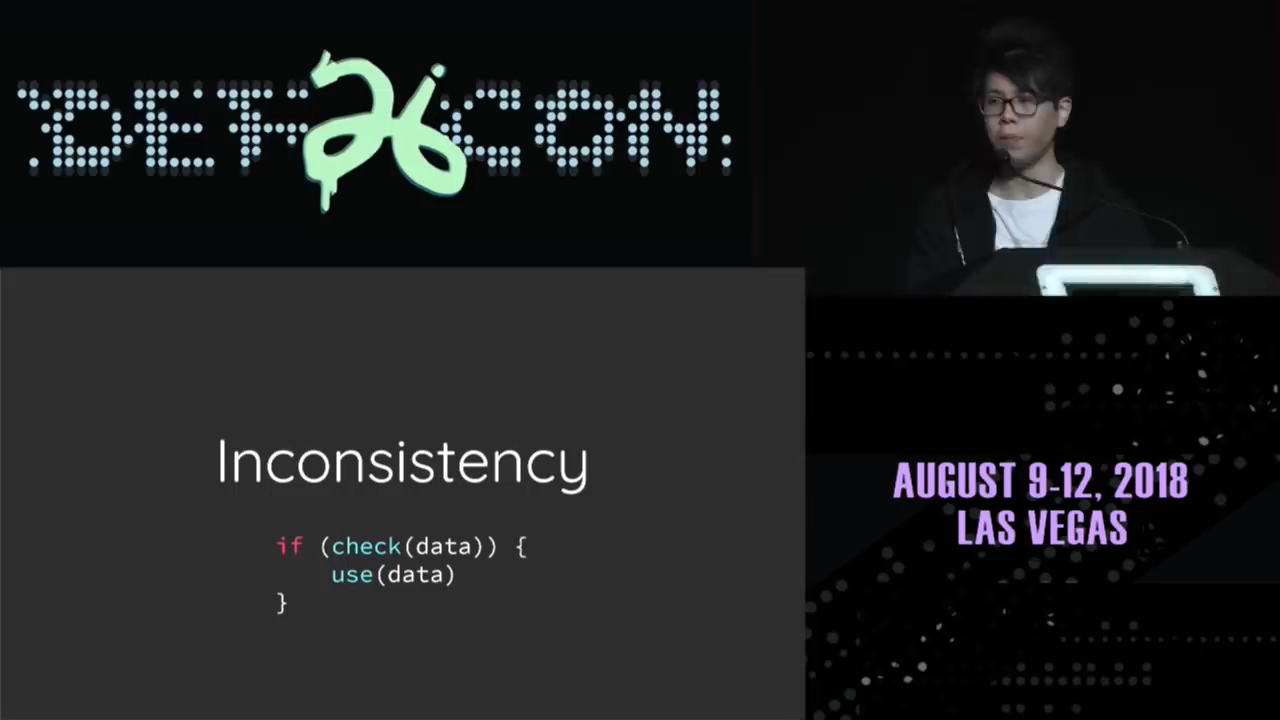 DEF 26 CON
Inconsistency
if (check(data)) {
    use(data)
}
AUGUST 9-12, 2018
LAS VEGAS